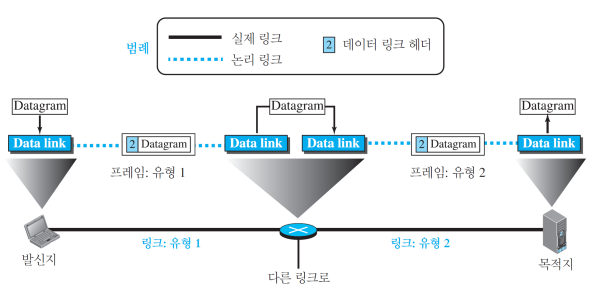 범례
실제 링크
논리 링크
2 데이터 링크 헤더
Datagram
Datagram
Datagram
Data link
2 Datagram
Data link
Data link
2 Datagram
Data link
프레임: 유형 1
프레임: 유형 2
링크: 유형 1
링크: 유형 2
발신지
다른 링크로
목적지